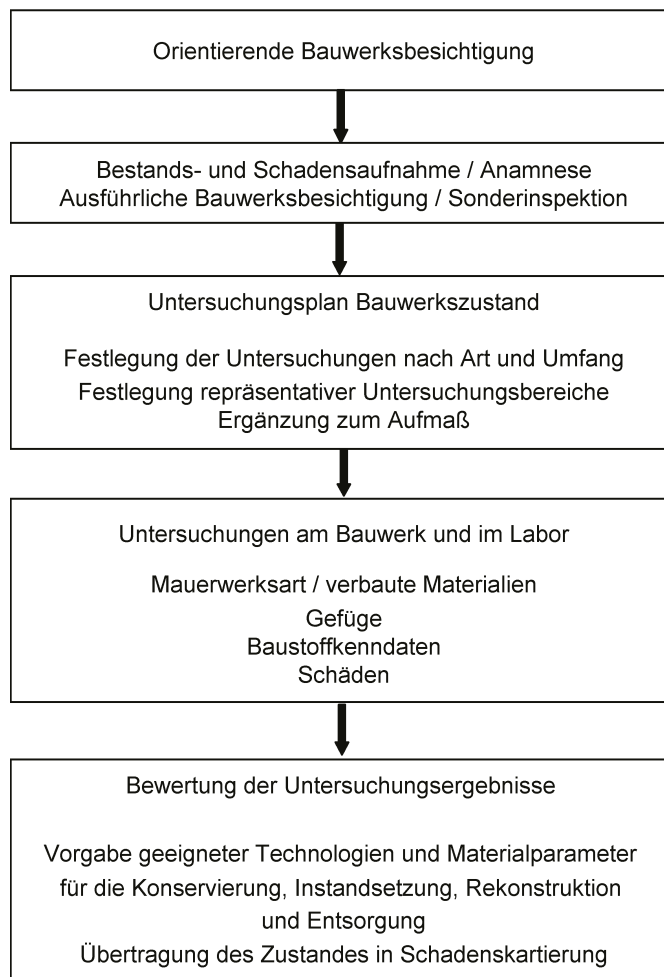 Orientierende Bauwerksbesichtigung
Bestands- und Schadensaufnahme / Anamnese
Ausführliche Bauwerksbesichtigung / Sonderinspektion
Untersuchungsplan Bauwerkszustand
Festlegung der Untersuchungen nach Art und Umfang
Festlegung repräsentativer Untersuchungsbereiche
Ergänzung zum Aufmaß
Untersuchungen am Bauwerk und im Labor
Mauerwerksart / verbaute Materialien
Gefüge
Baustoffkenndaten
Schäden
Bewertung der Untersuchungsergebnisse
Vorgabe geeigneter Technologien und Materialparameter
für die Konservierung, Instandsetzung, Rekonstruktion
und Entsorgung
Übertragung des Zustandes in Schadenskartierung